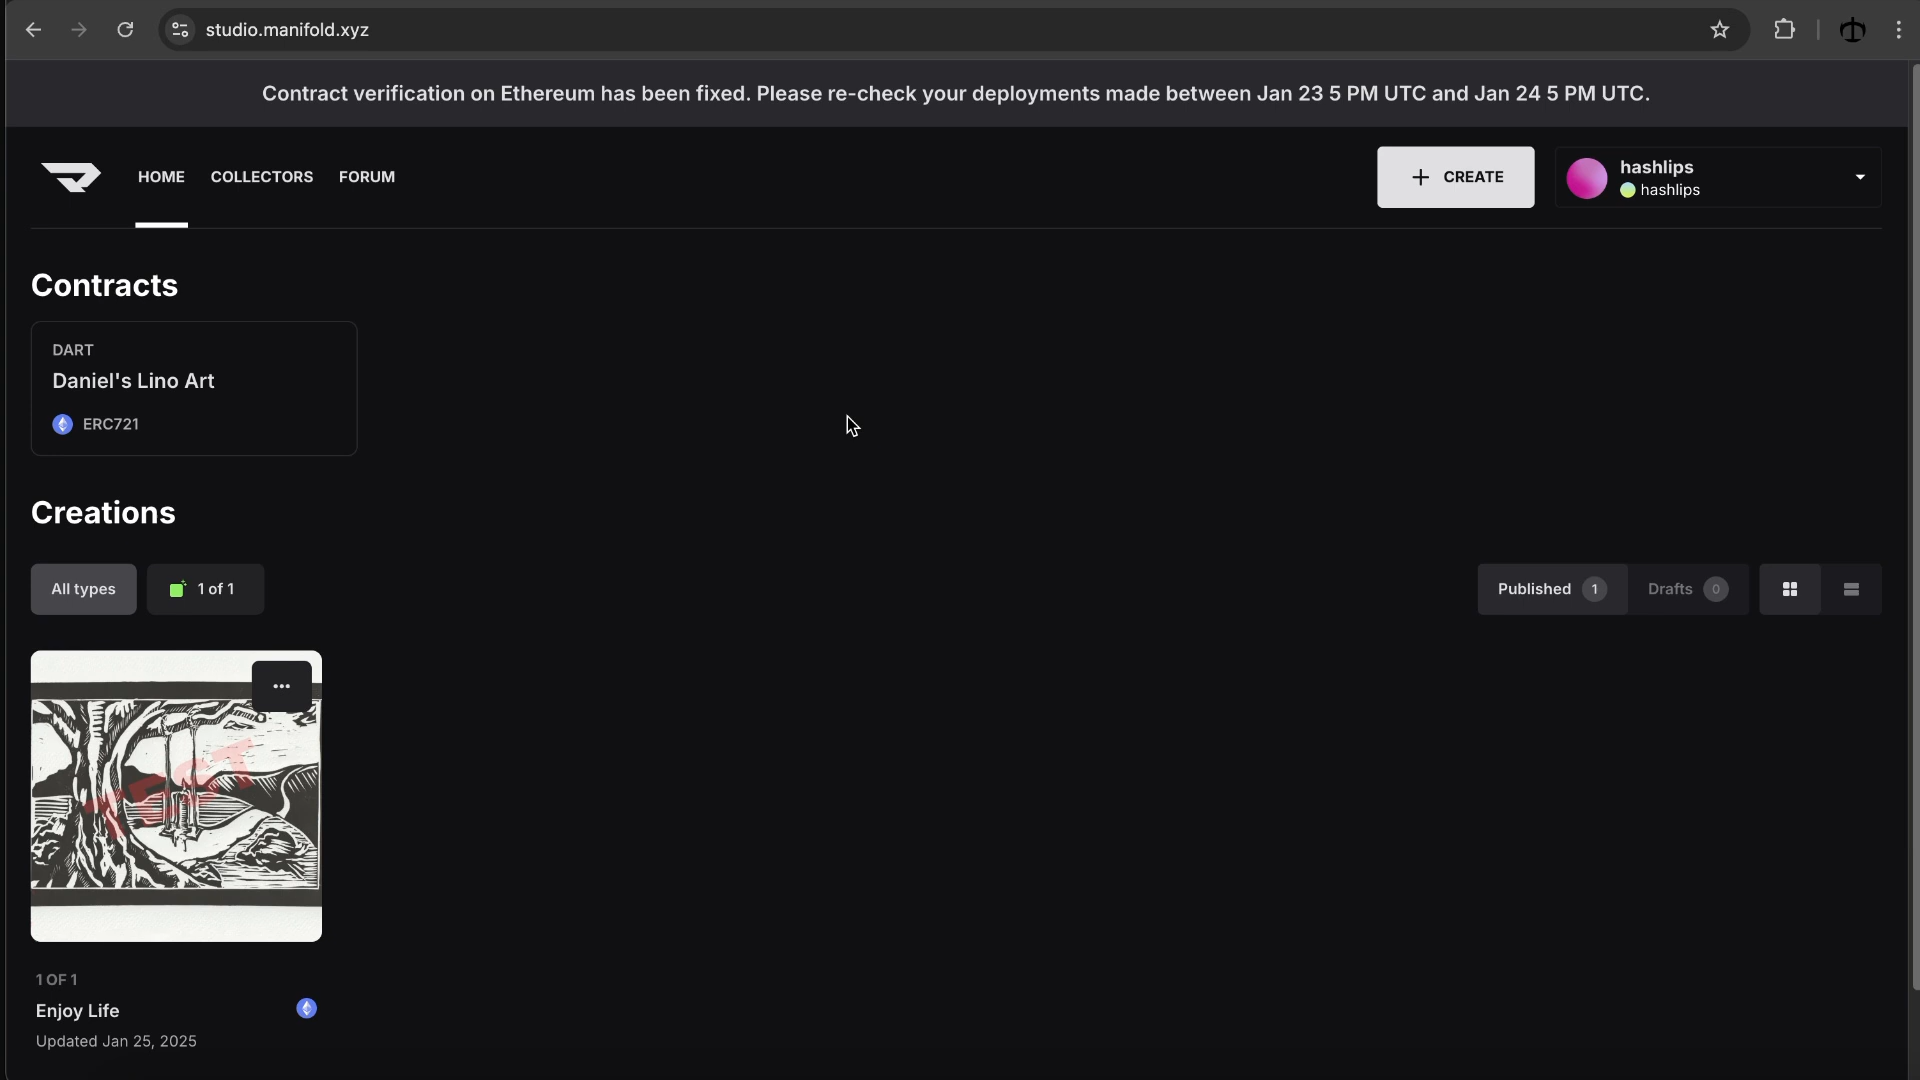 studio.manifold.xyz
Contract verification on Ethereum has been fixed. Please re-check your deployments made between Jan 23 5 PM UTC and Jan 24 5 PM UTC.
HOME COLLECTORS FORUM
+ CREATE
hashlips
hashlips
Contracts
DART
Daniel's Lino Art
ERC721
Creations
All types
1 of 1
Published 1
Drafts 0
TEST
1 OF 1
Enjoy Life
Updated Jan 25, 2025